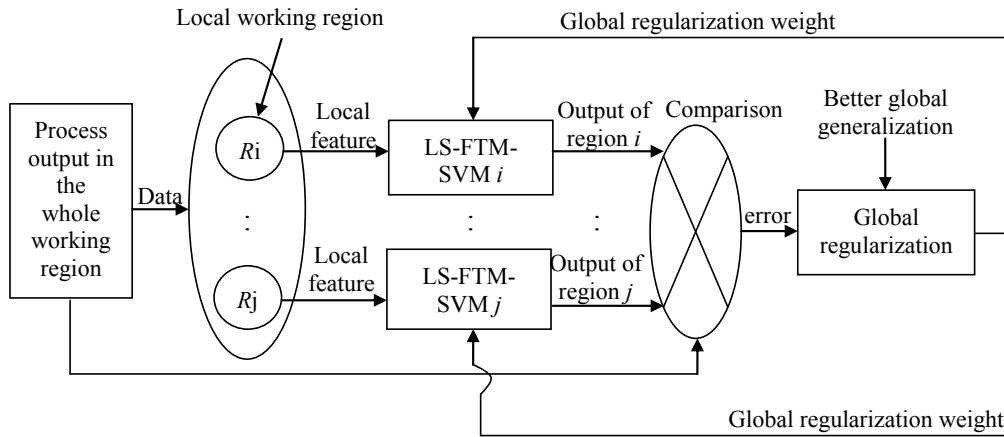 Local working region
Global regularization weight
Process
output in
the
whole
working
region
Data
Ri
⋮
Rj
Local
feature
Local
feature
LS-FTM-
SVM i
⋮
LS-FTM-
SVM j
Output of
region i
⋮
Output of
region j
Comparison
error
Better global
generalization
Global
regularization
Global regularization weight